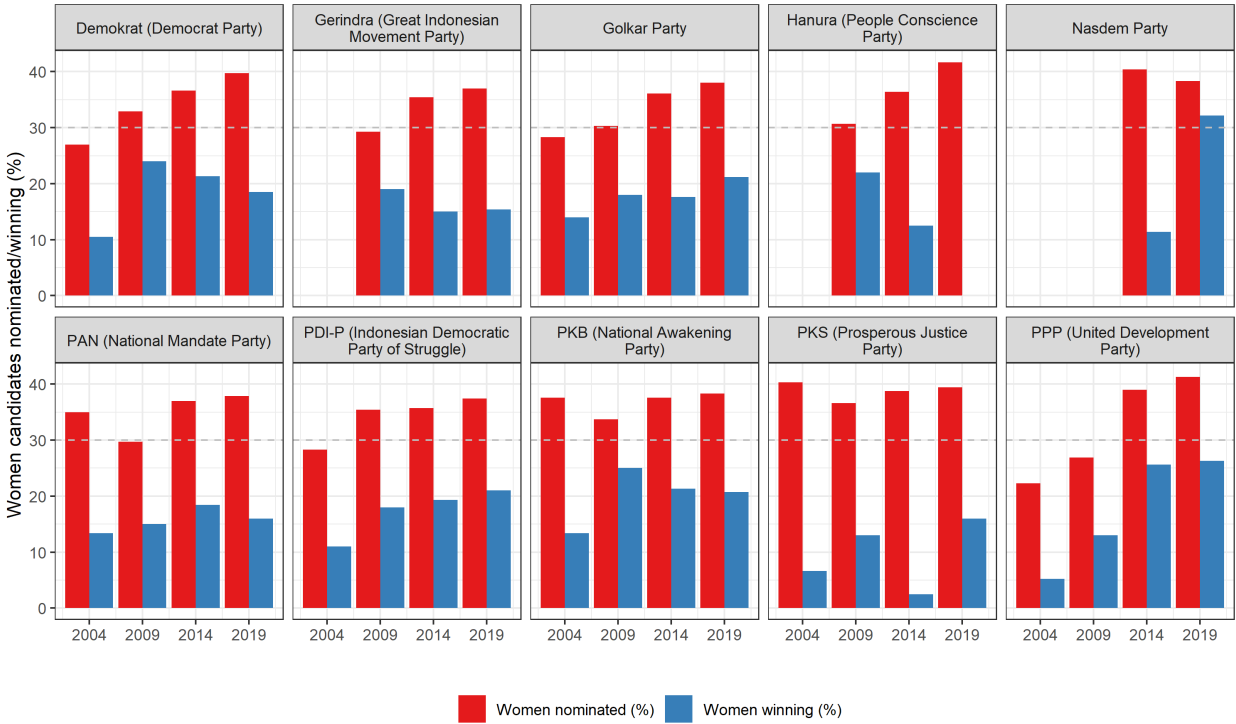 Demokrat (Democrat Party)
Gerindra (Great Indonesian
Movement Party)
Golkar Party
Hanura (People Conscience
Party)
Nasdem Party
40
30
20
10
0
Women candidates nominated/winning (%)
PAN (National Mandate Party)
PDI-P (Indonesian Democratic
Party of Struggle)
PKB (National Awakening
Party)
PKS (Prosperous Justice
Party)
PPP (United Development
Party)
40
30
20
10
0
2004 2009 2014 2019
2004 2009 2014 2019
2004 2009 2014 2019
2004 2009 2014 2019
2004 2009 2014 2019
Women nominated (%)
Women winning (%)